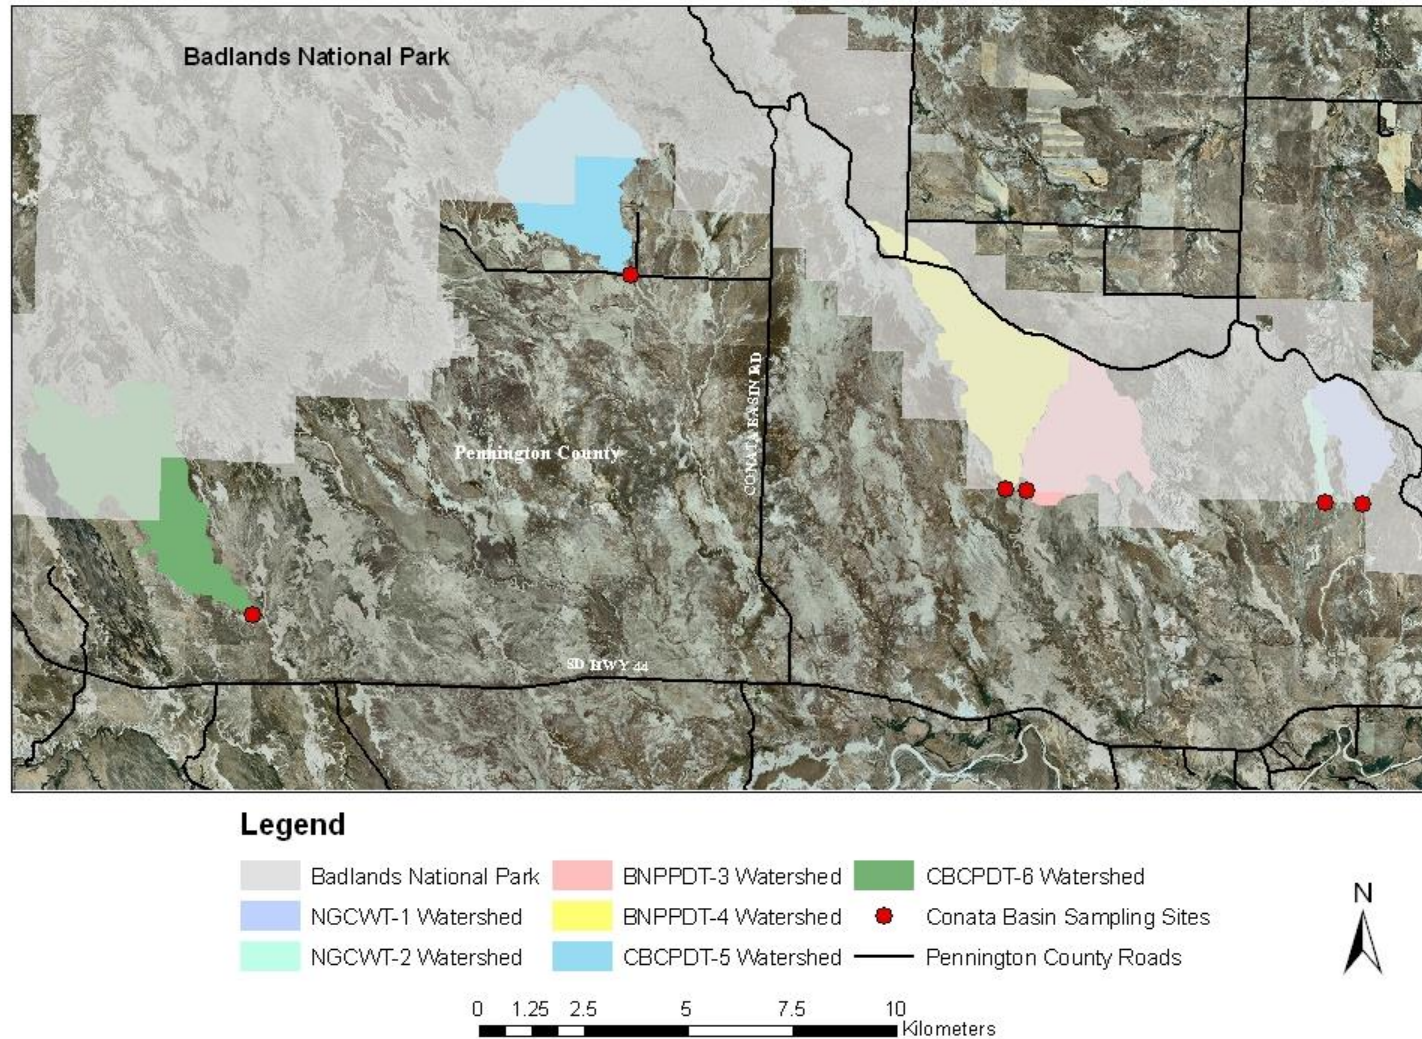 Badlands National Park
CONATA BASIN RD
Pennington County
SD HWY 44
Legend
Badlands National Park
NGCWT-1 Watershed
NGCWT-2 Watershed
BNPPDT-3 Watershed
BNPPDT-4 Watershed
CBCPDT-5 Watershed
CBCPDT-6 Watershed
Conata Basin Sampling Sites
Pennington County Roads
N
0 1.25 2.5 5 7.5 10
Kilometers